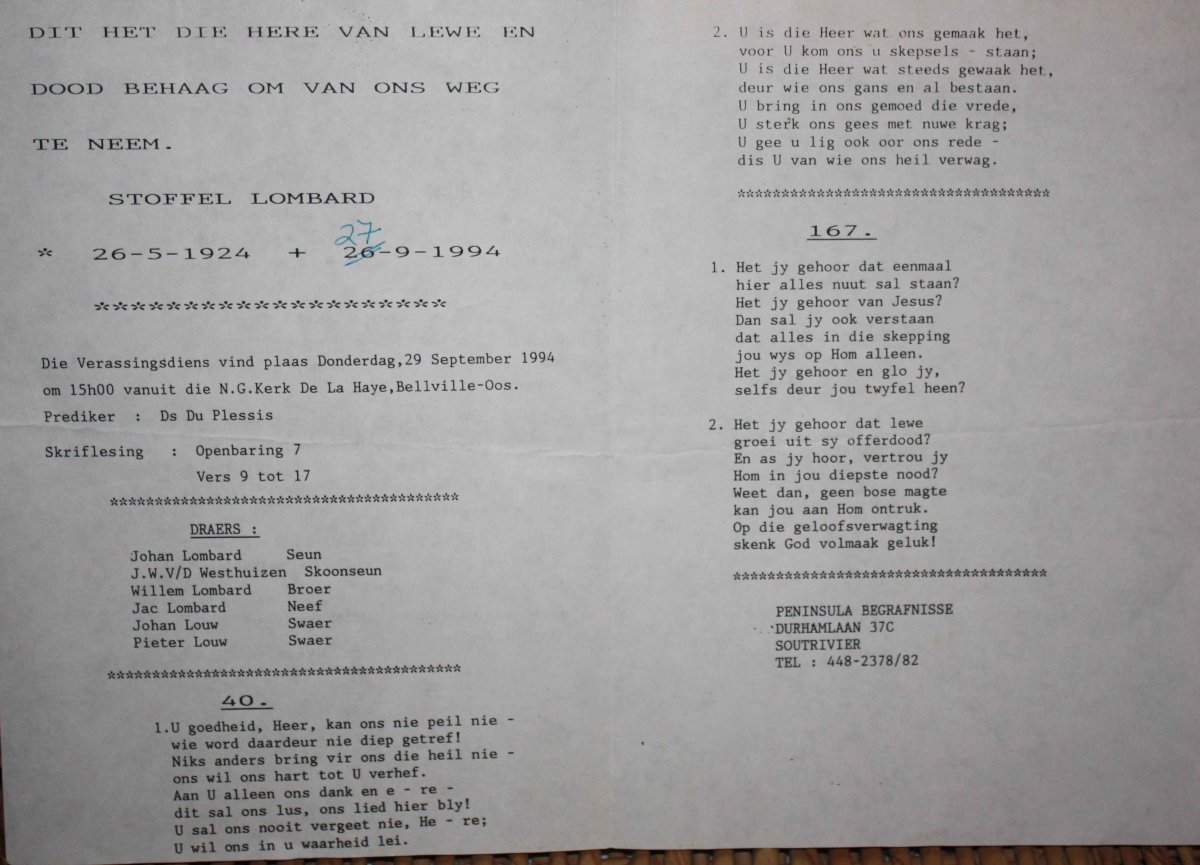 DIT HET DIE HERE VAN LEWE EN
DOOD BEHAAG OM VAN ONS WEG
TE NEEM.
STOFFEL LOMBARD
* 26-5-1924 + 26-9-1994
27
********************
Die Verassingsdiens vind plaas Donderdag,29 September 1994
om 15h00 vanuit die N.G.Kerk De La Haye,Bellville-Oos.
Prediker : Ds Du Plessis
Skriflesing : Openbaring 7
Vers 9 tot 17
***************************************
DRAERS :
Johan Lombard Seun
J.W.V/D Westhuizen Skoonseun
Willem Lombard Broer
Jac Lombard Neef
Johan Louw Swaer
Pieter Louw Swaer
***************************************
40.
1.U goedheid, Heer, kan ons nie peil nie -
wie word daardeur nie diep getref!
Niks anders bring vir ons die heil nie -
ons wil ons hart tot U verhef.
Aan U alleen ons dank en e - re -
dit sal ons lus, ons lied hier bly!
U sal ons nooit vergeet nie, He - re;
U wil ons in u waarheid lei.
2. U is die Heer wat ons gemaak het,
voor U kom ons u skepsels - staan;
U is die Heer wat steeds gewaak het,
deur wie ons gans en al bestaan.
U bring in ons gemoed die vrede,
U sterk ons gees met nuwe krag;
U gee u lig ook oor ons rede -
dis U van wie ons heil verwag.
***********************************
167.
1. Het jy gehoor dat eenmaal
hier alles nuut sal staan?
Het jy gehoor van Jesus?
Dan sal jy ook verstaan
dat alles in die skepping
jou wys op Hom alleen.
Het jy gehoor en glo jy,
selfs deur jou twyfel heen?
2. Het jy gehoor dat lewe
groei uit sy offerdood?
En as jy hoor, vertrou jy
Hom in jou diepste nood?
Weet dan, geen bose magte
kan jou aan Hom ontruk.
Op die geloofsverwagting
skenk God volmaak geluk!
***********************************
PENINSULA BEGRAFNISSE
DURHAMLAAN 37C
SOUTRIVIER
TEL : 448-2378/82